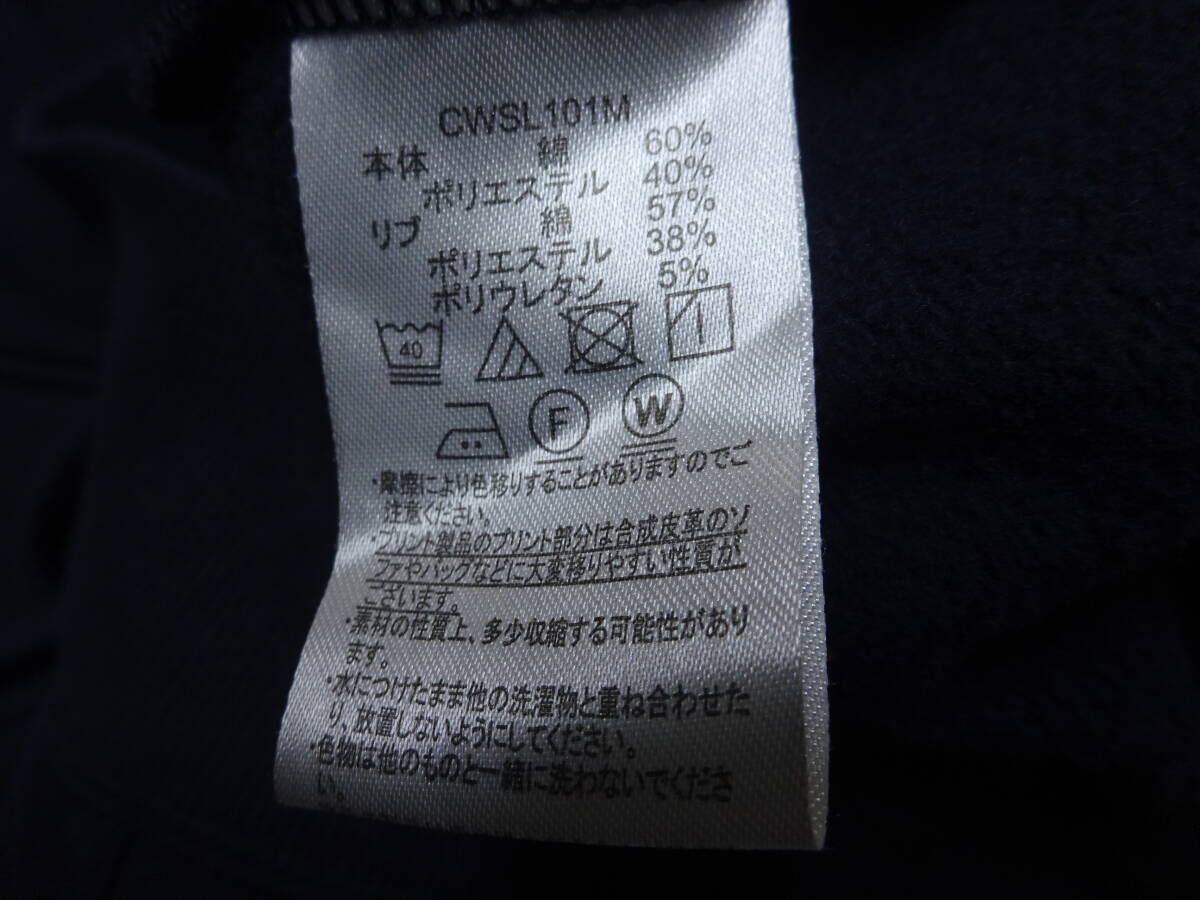 CWSL101M
本体 綿 60%
ポリエステル 40%
リブ 綿 57%
ポリエステル 38%
ポリウレタン 5%
40
F W
・摩擦により色移りすることがありますのでご
注意ください。
・プリント製品のプリント部分は合成皮革のソ
ファやバッグなどに大変移りやすい性質が
ございます。
・素材の性質上、多少収縮する可能性があり
ます。
・水につけたまま他の洗濯物と重ね合わせた
り、放置しないようにしてください。
・色物は他のものと一緒に洗わないでくださ
い。